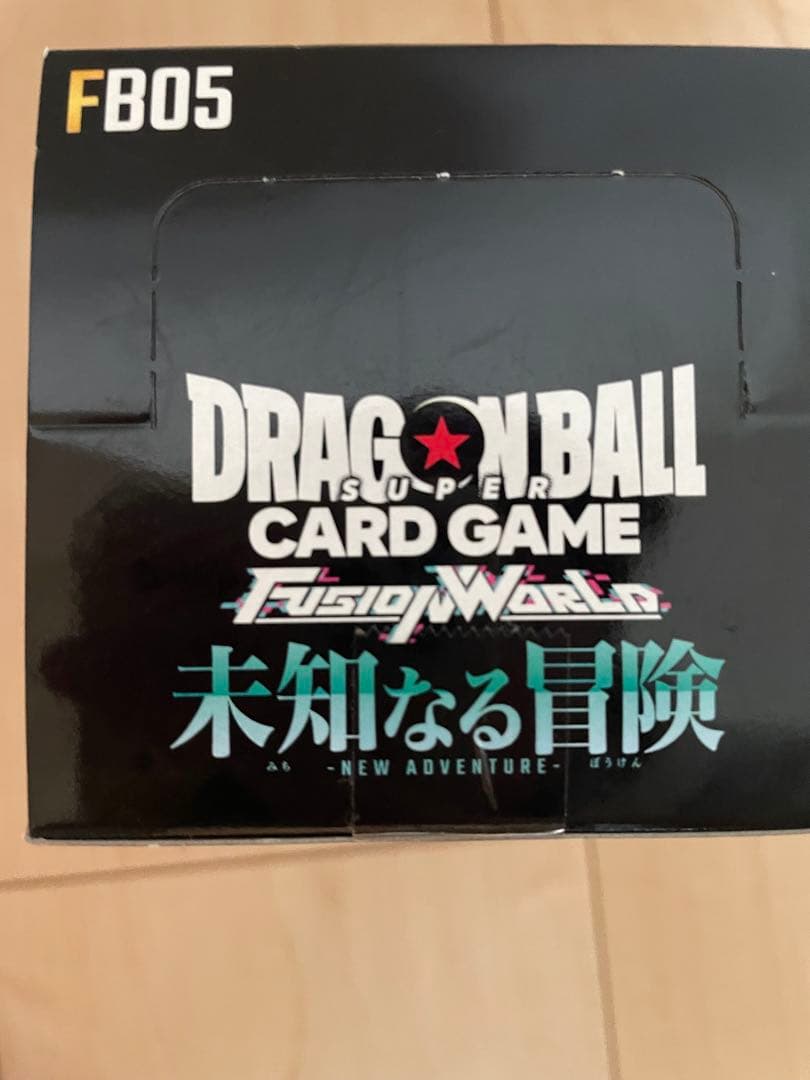 FB05
DRAGON BALL
SUPER
CARD GAME
FUSION WORLD
未知なる冒険
みち -NEW ADVENTURE- ぼうけん